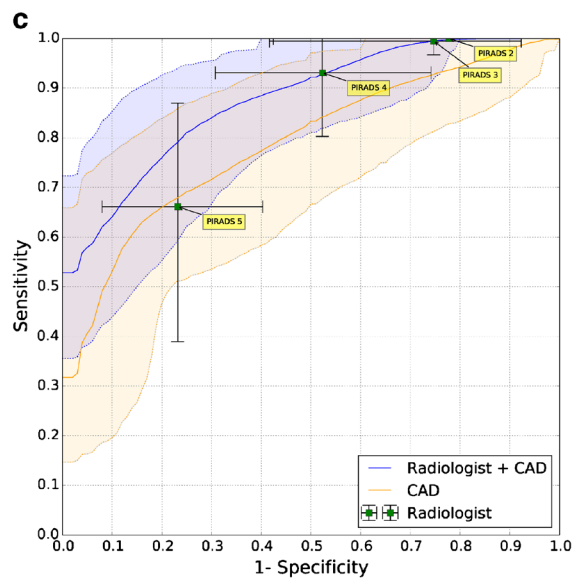 c
1.0
0.9
0.8
0.7
0.6
0.5
0.4
0.3
0.2
0.1
0.0
Sensitivity
PIRADS 2
PIRADS 3
PIRADS 4
PIRADS 5
Radiologist + CAD
CAD
Radiologist
0.0 0.1 0.2 0.3 0.4 0.5 0.6 0.7 0.8 0.9 1.0
1- Specificity